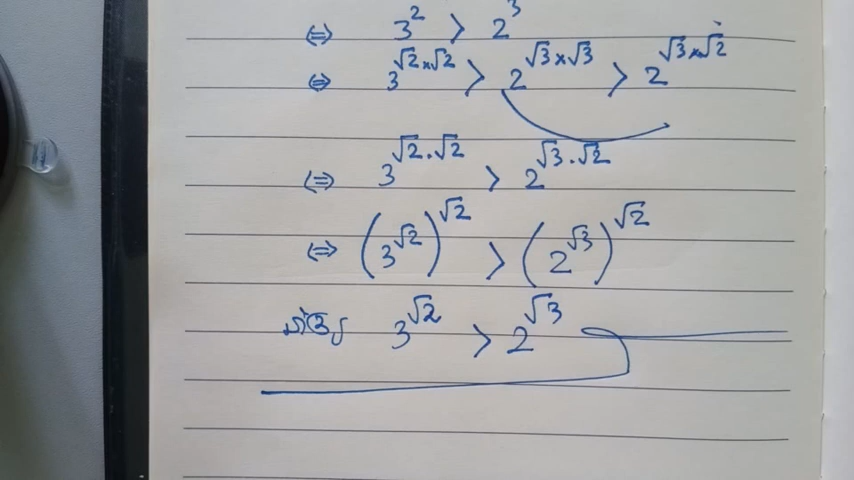 ⇔ 3^2 > 2^3
⇔ 3^{√2×√2} > 2^{√3×√3} > 2^{√3×√2}
⇔ 3^{√2.√2} > 2^{√3.√2}
⇔ (3^{√2})^{√2} > (2^{√3})^{√2}
3^{√2} > 2^{√3}